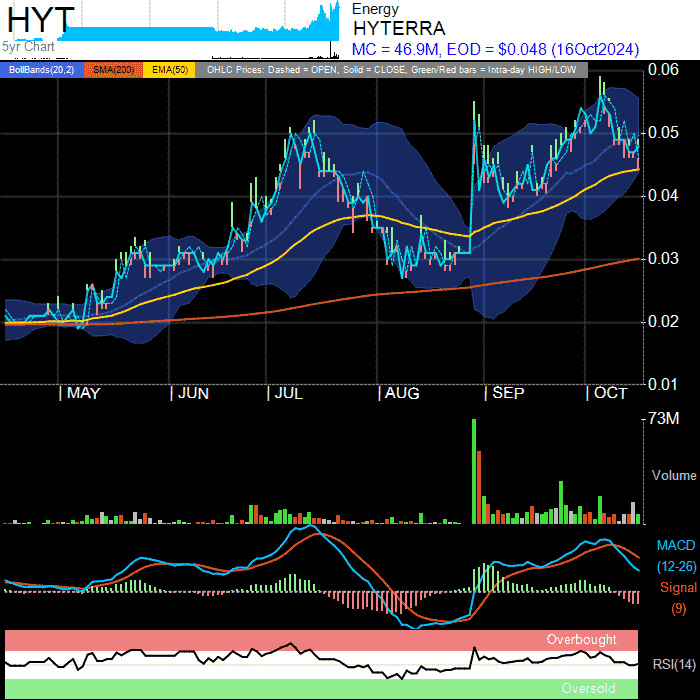 HYT
Energy
HYTERRA
5yr Chart
MC = 46.9M, EOD = $0.048 (16Oct2024)
BollBands(20,2) SMA(200) EMA(50) OHLC Prices: Dashed = OPEN, Solid = CLOSE, Green/Red bars = Intra-day HIGH/LOW
0.06
0.05
0.04
0.03
0.02
0.01
| MAY | JUN | JUL | AUG | SEP | OCT
-73M
Volume
MACD
(12-26)
Signal
(9)
Overbought
RSI(14)
Oversold